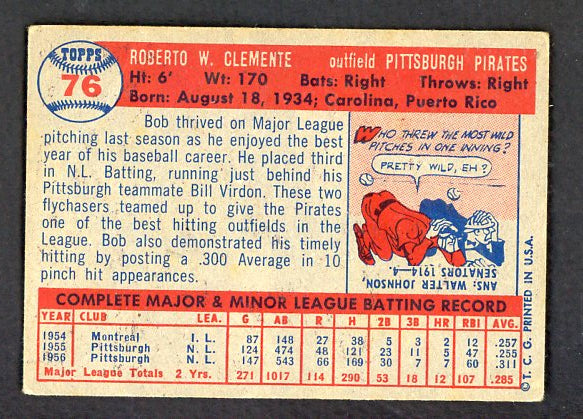 TOPPS
76
ROBERTO W. CLEMENTE outfield PITTSBURGH PIRATES
Ht: 6' Wt: 170 Bats: Right Throws: Right
Born: August 18, 1934; Carolina, Puerto Rico
Bob thrived on Major League
pitching last season as he enjoyed the best
year of his baseball career. He placed third
in N.L. Batting, running just behind his
Pittsburgh teammate Bill Virdon. These two
flychasers teamed up to give the Pirates
one of the best hitting outfields in
the League. Bob also demonstrated his timely
hitting by posting a .300 Average in 10
pinch hit appearances.
WHO THREW THE MOST WILD
PITCHES IN ONE INNING?
PRETTY WILD, EH?
ANS: WALTER JOHNSON,
SENATORS 1914-4.
COMPLETE MAJOR & MINOR LEAGUE BATTING RECORD
YEAR CLUB LEA. G AB R H 2B 3B HR RBI AVG.
1954 Montreal I. L. 87 148 27 38 5 3 2 12 .257
1955 Pittsburgh N. L. 124 474 48 121 23 11 5 47 .255
1956 Pittsburgh N. L. 147 543 66 169 30 7 7 60 .311
Major League Totals 2 Yrs. 271 1017 114 290 53 18 12 107 .285
© T. C. G. PRINTED IN U.S.A.